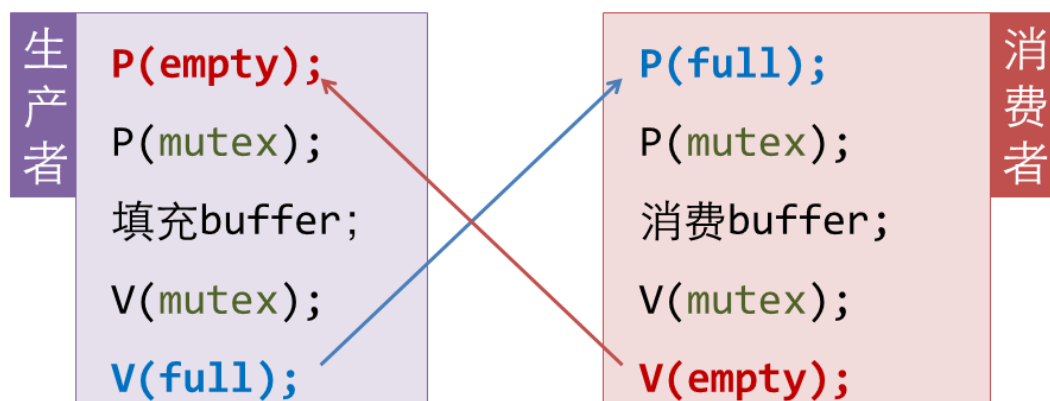 生产者
P(empty);
P(mutex);
填充buffer;
V(mutex);
V(full);
P(full);
P(mutex);
消费buffer;
V(mutex);
V(empty);
消费者